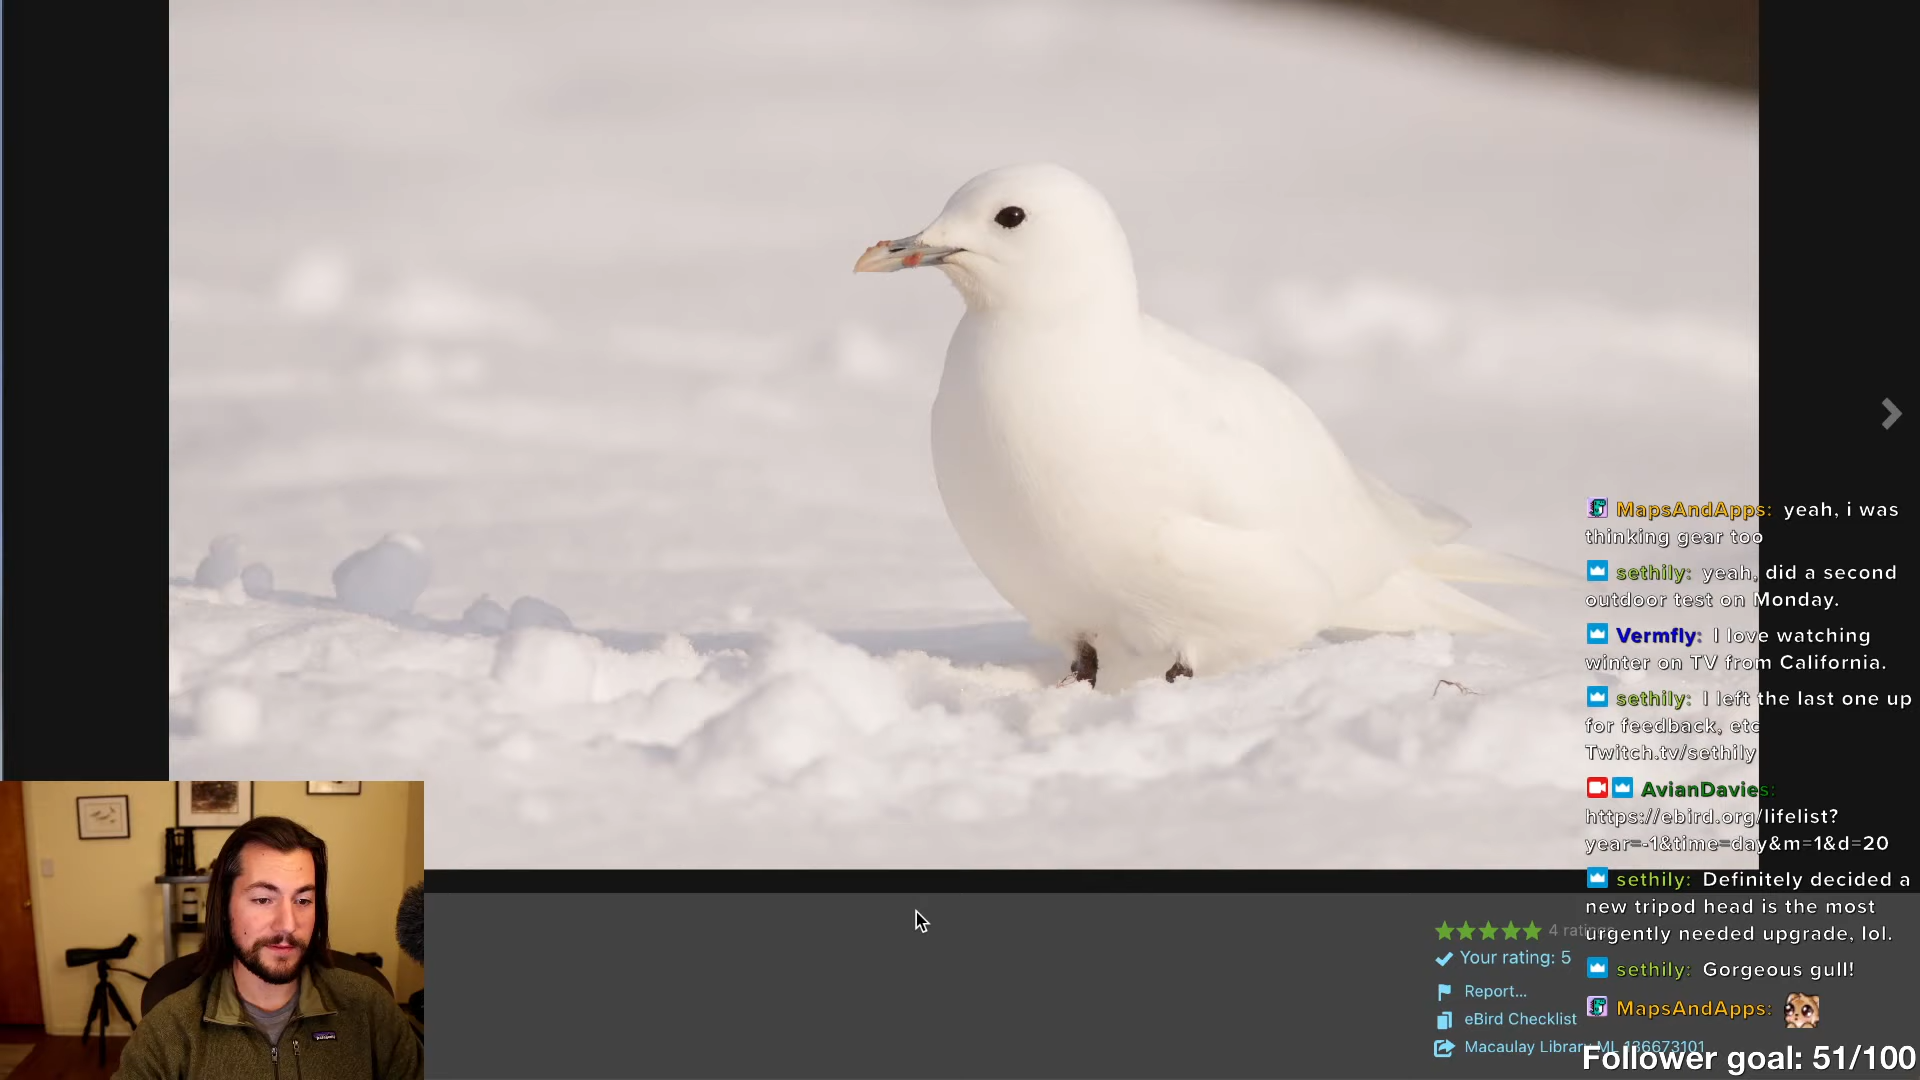 MapsAndApps: yeah, i was
thinking gear too
sethily: yeah, did a second
outdoor test on Monday.
Vermfly: I love watching
winter on TV from California.
sethily: I left the last one up
for feedback, etc
Twitch.tv/sethily
AvianDavies:
https://ebird.org/lifelist?
year=-1&time=day&m=1&d=20
sethily: Definitely decided a
new tripod head is the most
urgently needed upgrade, lol.
sethily: Gorgeous gull!
MapsAndApps:
4 ratings
Your rating: 5
Report...
eBird Checklist
Macaulay Library ML 136673101
Follower goal: 51/100